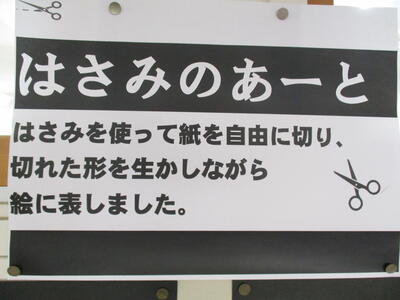 はさみのあーと
はさみを使って紙を自由に切り、
切れた形を生かしながら
絵に表しました。